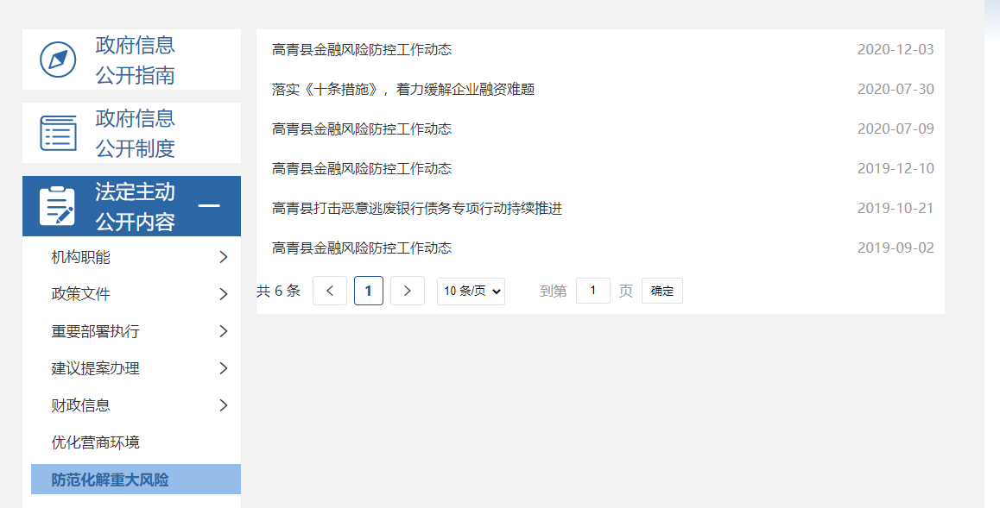 政府信息
公开指南
政府信息
公开制度
法定主动
公开内容
机构职能
政策文件
重要部署执行
建议提案办理
财政信息
优化营商环境
防范化解重大风险
高青县金融风险防控工作动态 2020-12-03
落实《十条措施》，着力缓解企业融资难题 2020-07-30
高青县金融风险防控工作动态 2020-07-09
高青县金融风险防控工作动态 2019-12-10
高青县打击恶意逃废银行债务专项行动持续推进 2019-10-21
高青县金融风险防控工作动态 2019-09-02
共 6 条 1 10 条/页 到第 1 页 确定